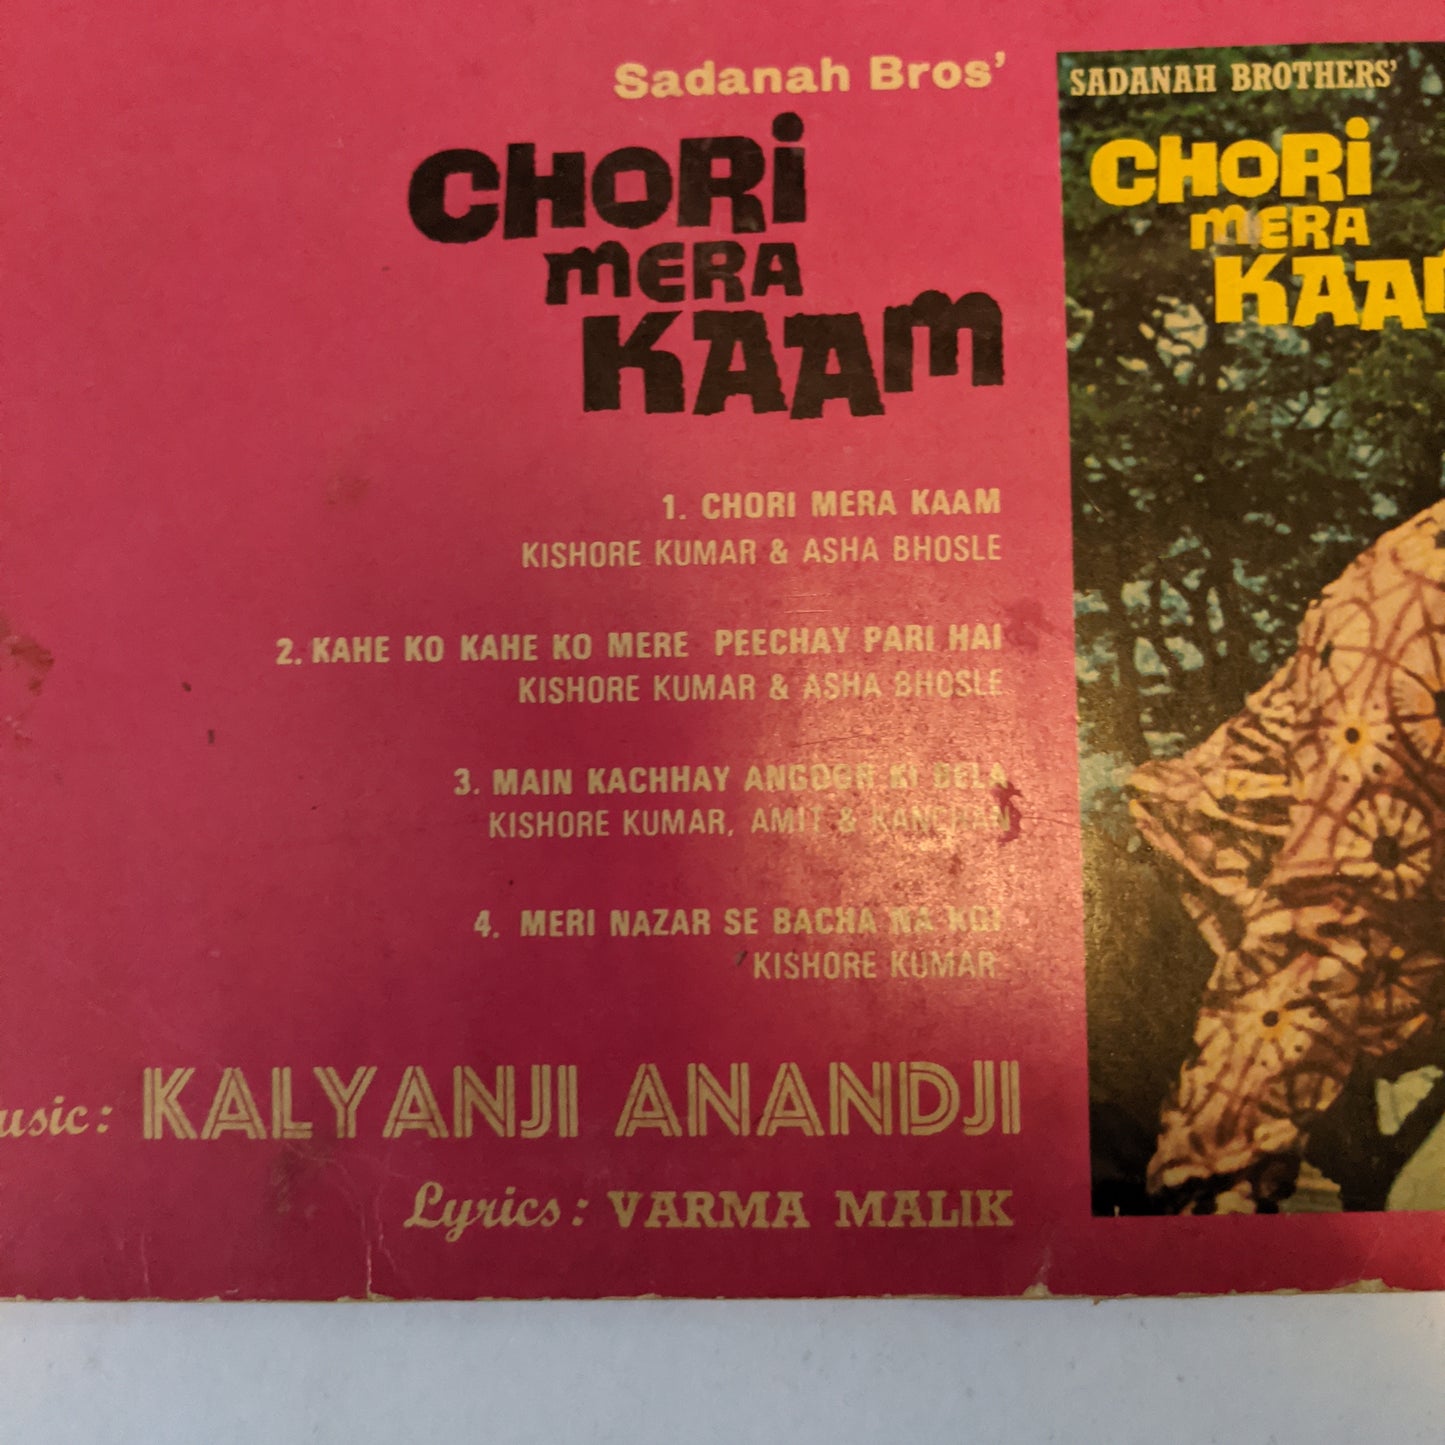 Sadanah Bros'
CHORI
MERA
KAAM
1. CHORI MERA KAAM
KISHORE KUMAR & ASHA BHOSLE
2. KAHE KO KAHE KO MERE PEECHAY PARI HAI
KISHORE KUMAR & ASHA BHOSLE
3. MAIN KACHHAY ANGOOR KI BELA
KISHORE KUMAR, AMIT & KANCHAN
4. MERI NAZAR SE BACHA NA KOI
KISHORE KUMAR
usic: KALYANJI ANANDJI
Lyrics: VARMA MALIK
SADANAH BROTHERS'
CHORI
MERA
KAA